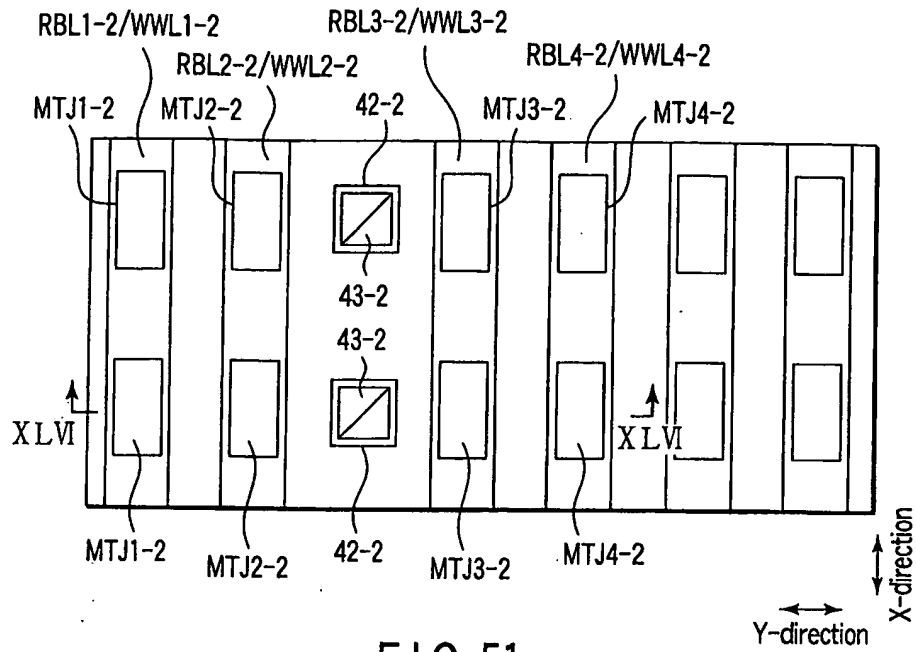 RBL1-2/WWL1-2
RBL3-2/WWL3-2
RBL2-2/WWL2-2
RBL4-2/WWL4-2
MTJ1-2
MTJ2-2
42-2
MTJ3-2
MTJ4-2
43-2
43-2
XLVI
XLVI
MTJ1-2
MTJ2-2
42-2
MTJ3-2
MTJ4-2
X-direction
Y-direction
FIG. 51